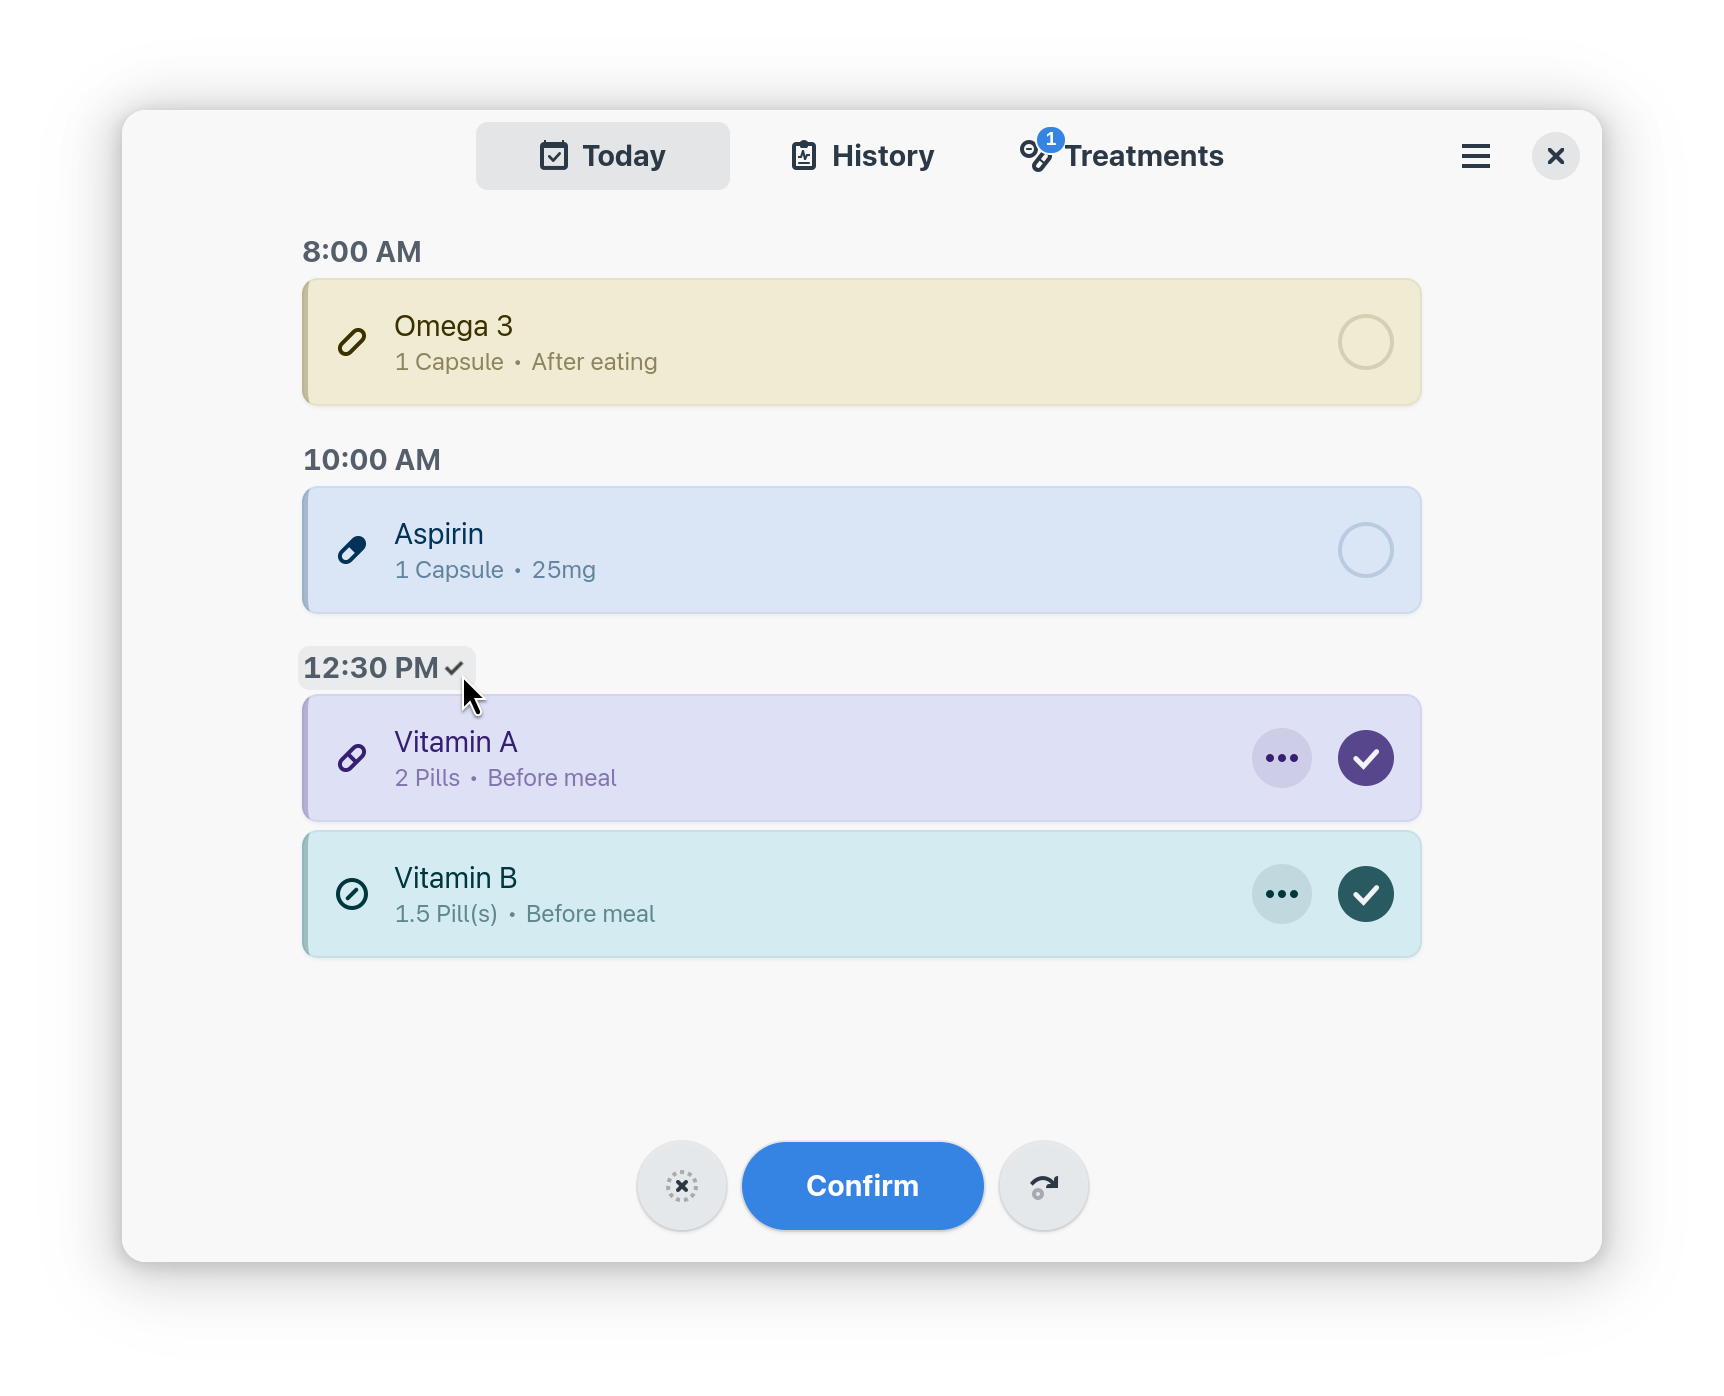 Today
History
1
Treatments
8:00 AM
Omega 3
1 Capsule • After eating
10:00 AM
Aspirin
1 Capsule • 25mg
12:30 PM
Vitamin A
2 Pills • Before meal
Vitamin B
1.5 Pill(s) • Before meal
Confirm